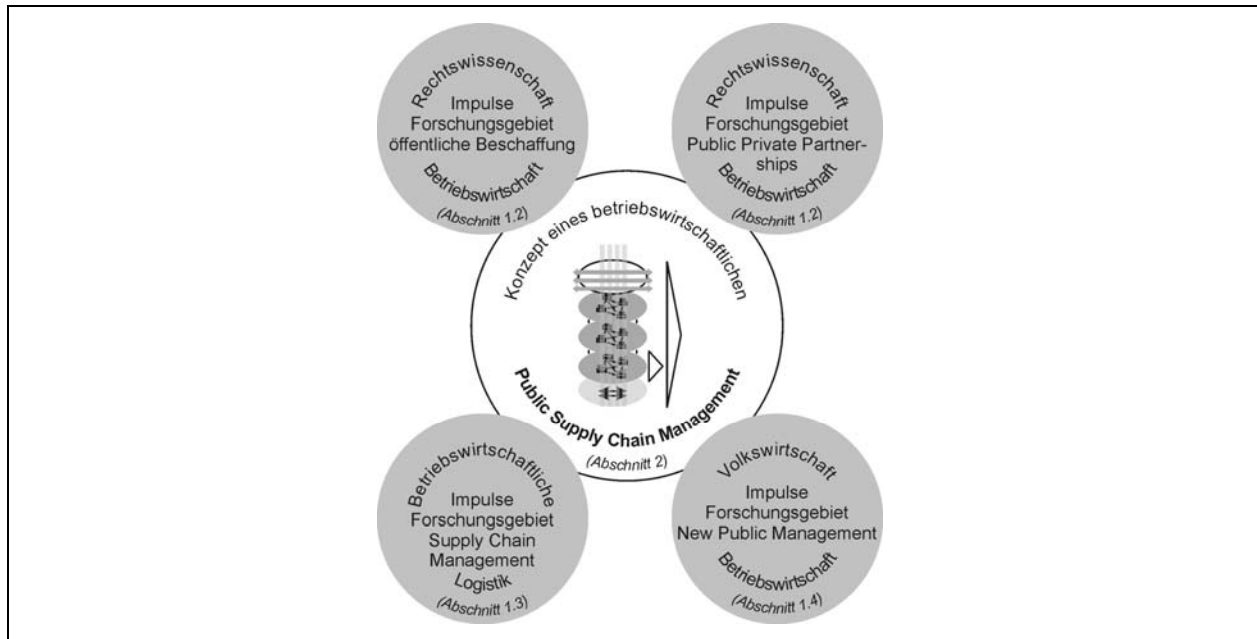 Rechtswissenschaft
Impulse
Forschungsgebiet
öffentliche Beschaffung
Betriebswirtschaft
(Abschnitt 1.2)
Rechtswissenschaft
Impulse
Forschungsgebiet
Public Private Partner-
ships
Betriebswirtschaft
(Abschnitt 1.2)
Konzept eines betriebswirtschaftlichen
Public Supply Chain Management
(Abschnitt 2)
Betriebswirtschaftliche
Impulse
Forschungsgebiet
Supply Chain
Management
Logistik
(Abschnitt 1.3)
Volkswirtschaft
Impulse
Forschungsgebiet
New Public Management
Betriebswirtschaft
(Abschnitt 1.4)